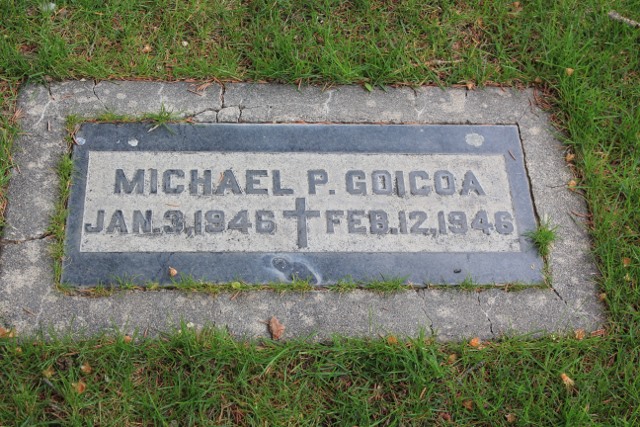 MICHAEL P. GOICOA
JAN.3,1946 FEB.12,1946